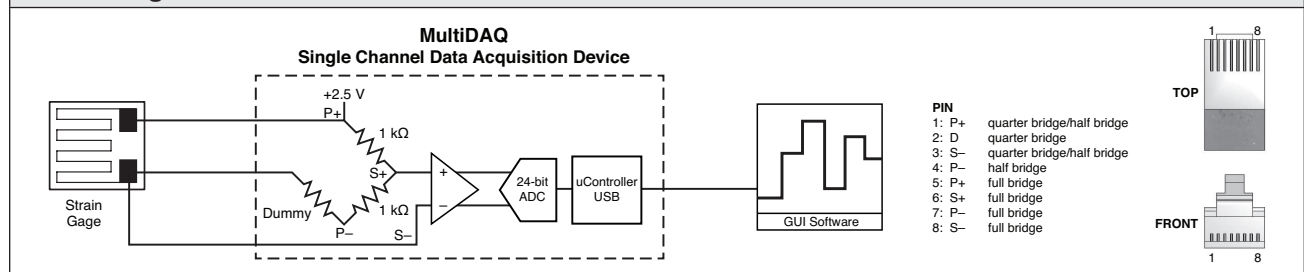 MultiDAQ
Single Channel Data Acquisition Device
+2.5 V
P+
1 kΩ
S+
Dummy
1 kΩ
P–
S–
+
–
24-bit
ADC
uController
USB
Strain
Gage
GUI Software
PIN
1: P+ quarter bridge/half bridge
2: D quarter bridge
3: S– quarter bridge/half bridge
4: P– half bridge
5: P+ full bridge
6: S+ full bridge
7: P– full bridge
8: S– full bridge
1 8
TOP
FRONT
1 8